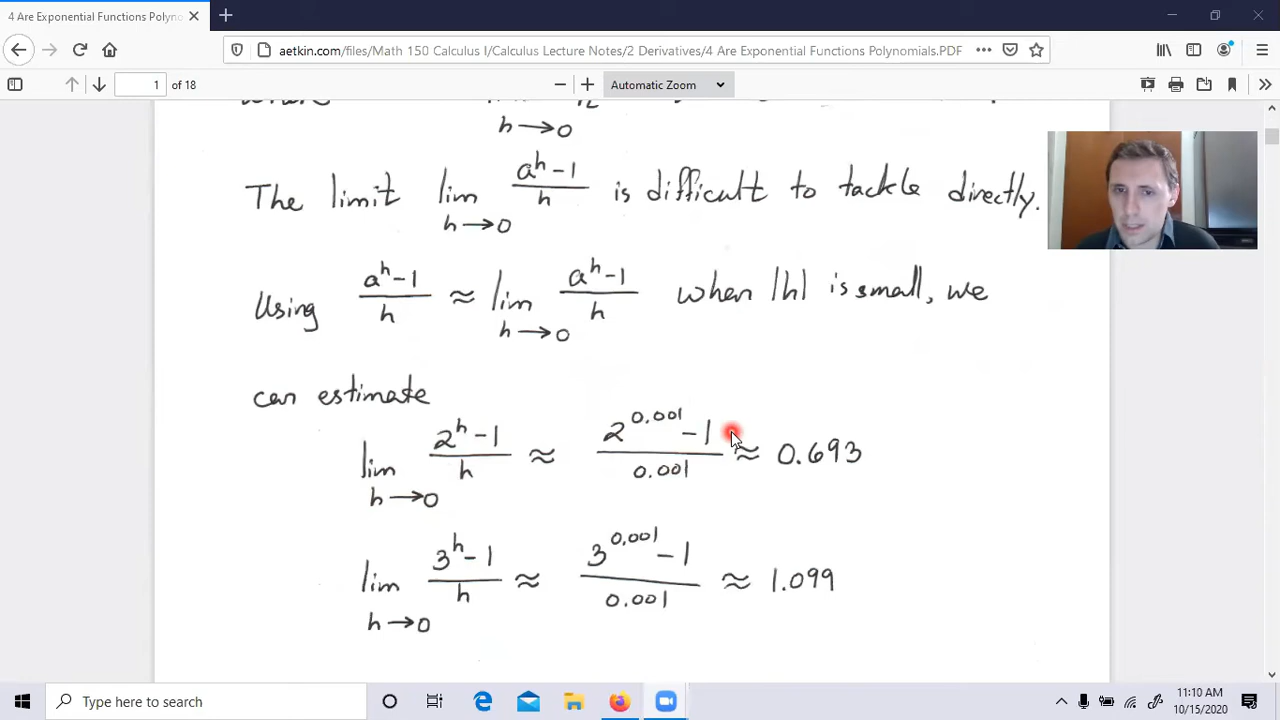 4 Are Exponential Functions Polyno
aetkin.com/files/Math 150 Calculus I/Calculus Lecture Notes/2 Derivatives/4 Are Exponential Functions Polynomials.PDF
1 of 18
Automatic Zoom
h→0
The limit lim h→0 (a^h-1)/h is difficult to tackle directly.
Using (a^h-1)/h ≈ lim h→0 (a^h-1)/h when |h| is small, we
can estimate
lim h→0 (2^h-1)/h ≈ (2^0.001-1)/0.001 ≈ 0.693
lim h→0 (3^h-1)/h ≈ (3^0.001-1)/0.001 ≈ 1.099
Type here to search
11:10 AM
10/15/2020